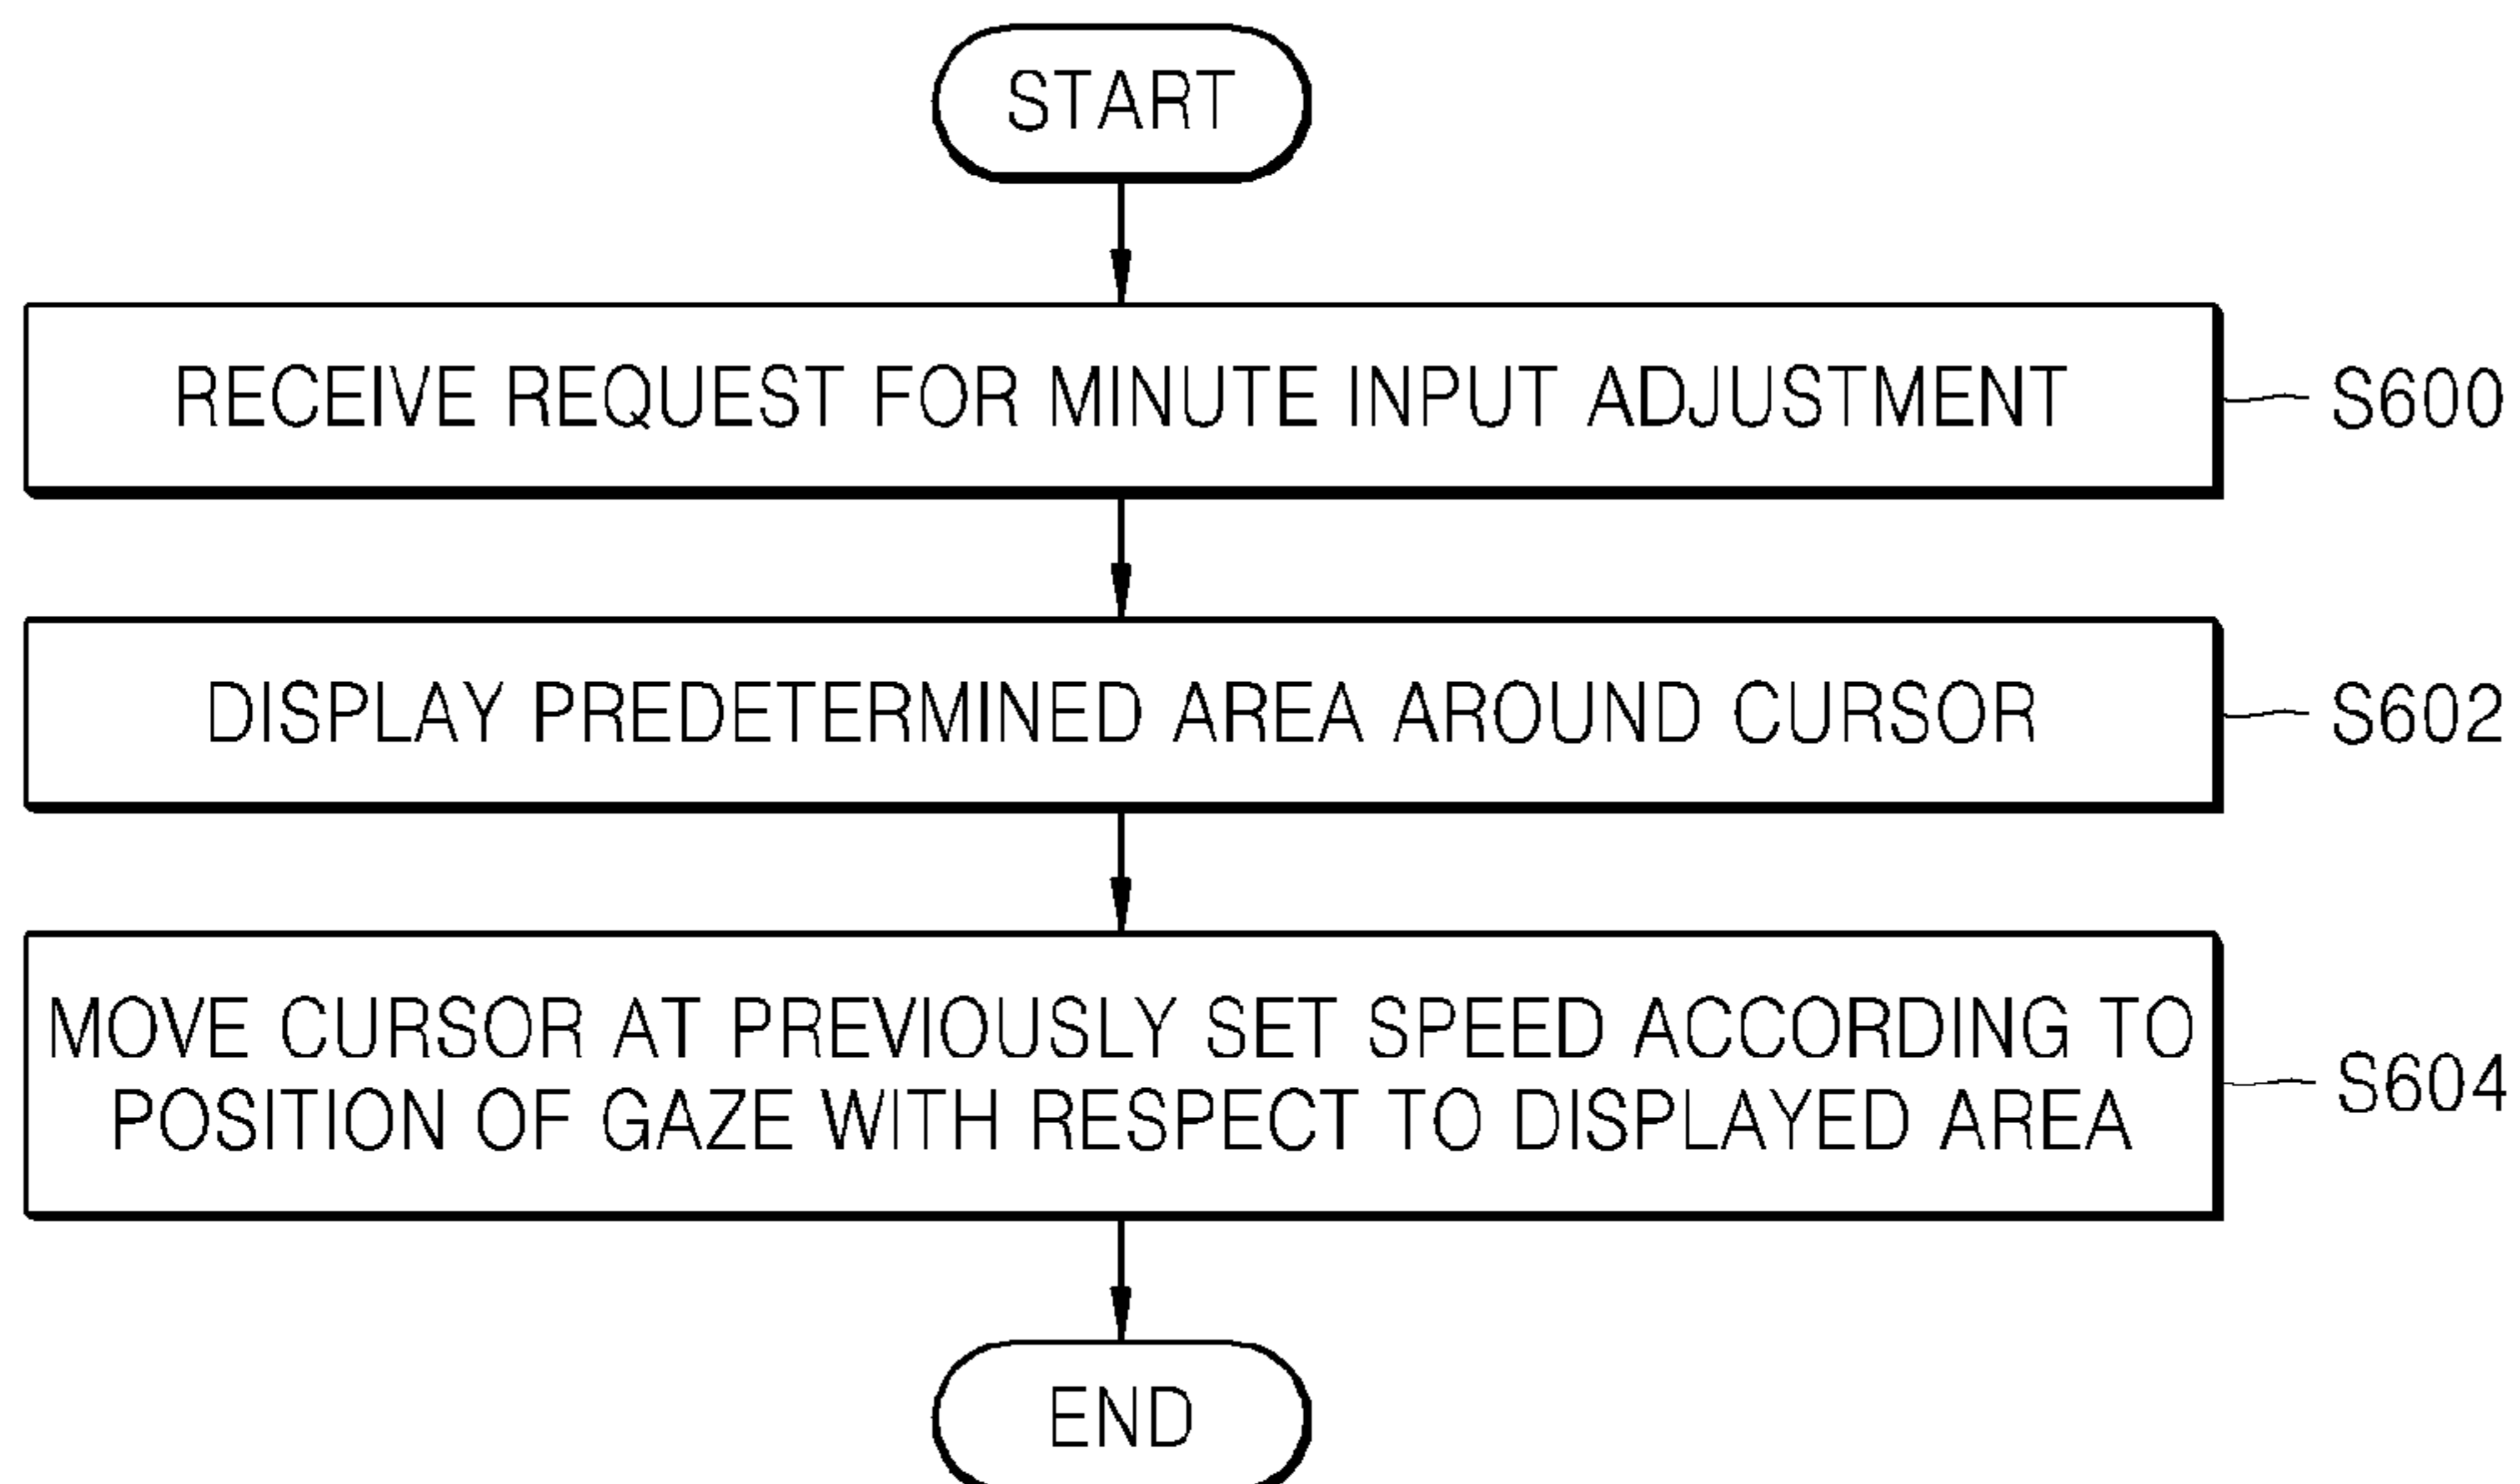 START
RECEIVE REQUEST FOR MINUTE INPUT ADJUSTMENT
S600
DISPLAY PREDETERMINED AREA AROUND CURSOR
S602
MOVE CURSOR AT PREVIOUSLY SET SPEED ACCORDING TO
POSITION OF GAZE WITH RESPECT TO DISPLAYED AREA
S604
END